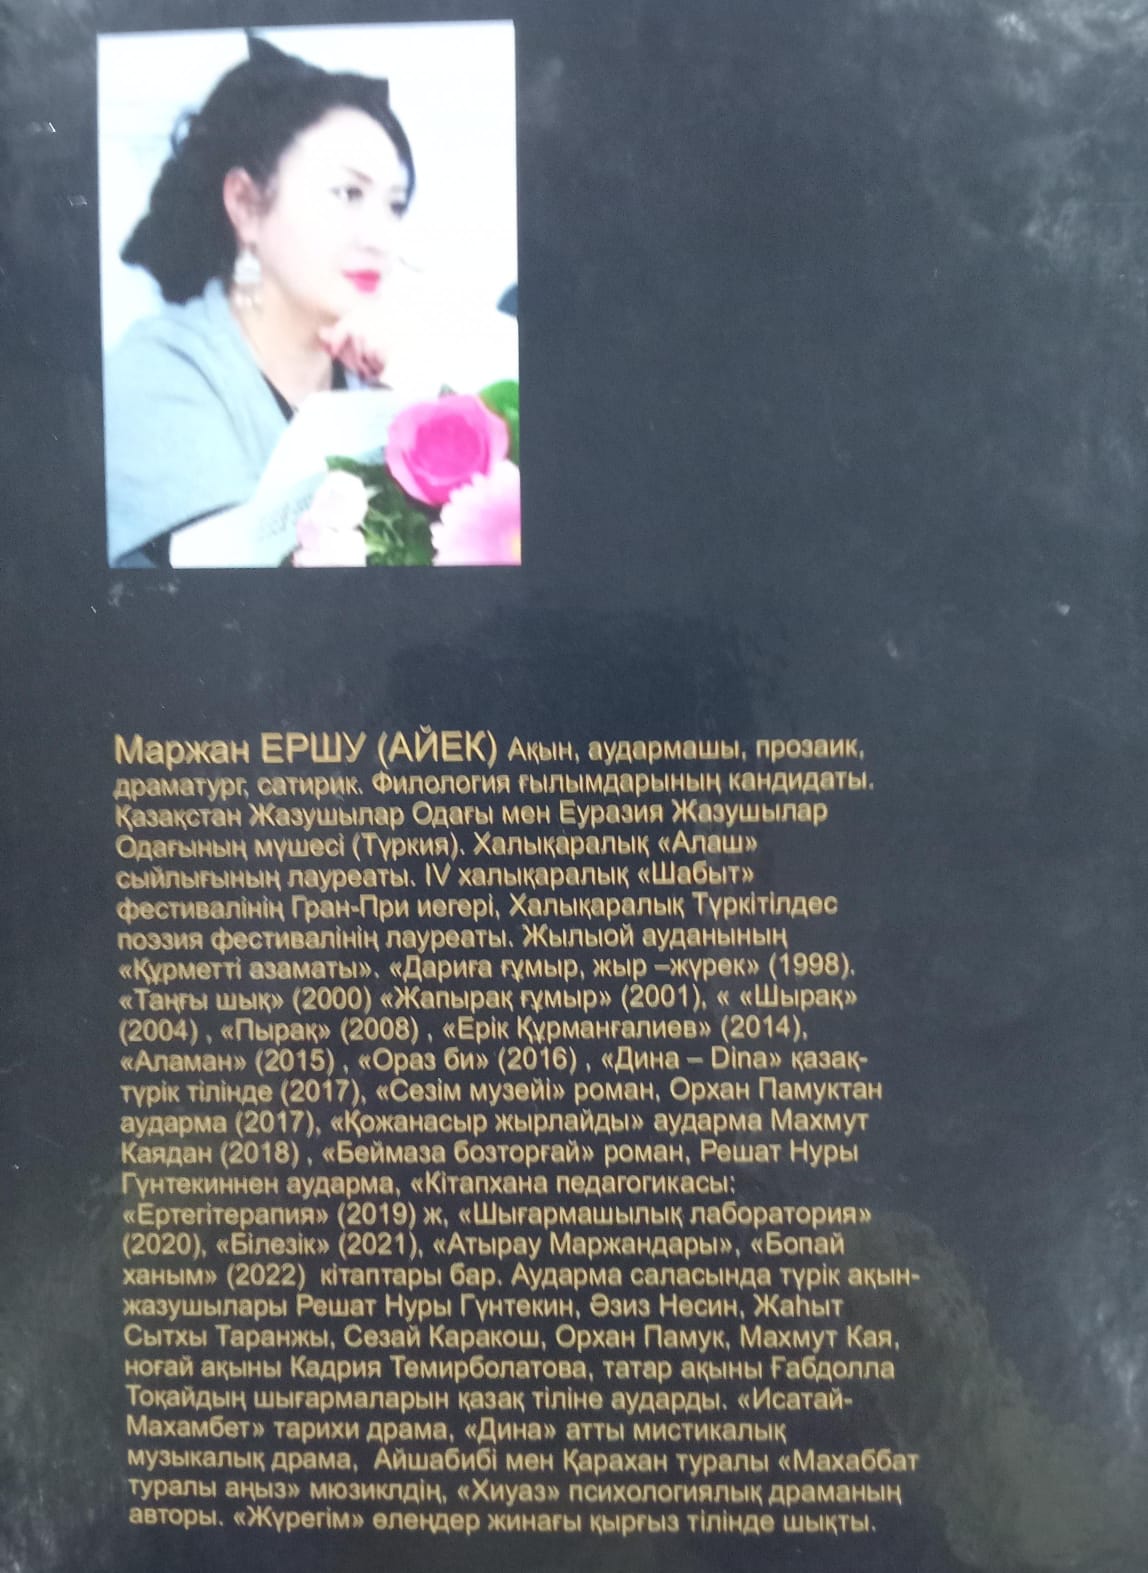 Маржан ЕРШУ (АЙЕК) Ақын, аудармашы, прозаик,
драматург, сатирик. Филология ғылымдарының кандидаты.
Қазақстан Жазушылар Одағы мен Еуразия Жазушылар
Одағының мүшесі (Түркия). Халықаралық «Алаш»
сыйлығының лауреаты. IV халықаралық «Шабыт»
фестивалінің Гран-При иегері, Халықаралық Түркітілдес
поэзия фестивалінің лауреаты. Жылыой ауданының
«Құрметті азаматы». «Дариға ғұмыр, жыр –жүрек» (1998).
«Таңғы шық» (2000) «Жапырақ ғұмыр» (2001), « «Шырақ»
(2004) , «Пырақ» (2008) , «Ерік Құрманғалиев» (2014),
«Аламан» (2015) , «Ораз би» (2016) , «Дина – Dina» қазақ-
түрік тілінде (2017), «Сезім музейі» роман, Орхан Памуктан
аударма (2017), «Қожанасыр жырлайды» аударма Махмут
Каядан (2018) , «Беймаза бозторғай» роман, Решат Нуры
Гүнтекиннен аударма, «Кітапхана педагогикасы:
«Ертегітерапия» (2019) ж, «Шығармашылық лаборатория»
(2020), «Білезік» (2021), «Атырау Маржандары», «Бопай
ханым» (2022) кітаптары бар. Аударма саласында түрік ақын-
жазушылары Решат Нуры Гүнтекин, Әзиз Несин, Жаһыт
Сытхы Таранжы, Сезай Каракош, Орхан Памук, Махмут Кая,
ноғай ақыны Кадрия Темирболатова, татар ақыны Ғабдолла
Тоқайдың шығармаларын қазақ тіліне аударды. «Исатай-
Махамбет» тарихи драма, «Дина» атты мистикалық
музыкалық драма, Айшабибі мен Қарахан туралы «Махаббат
туралы аңыз» мюзиклдің, «Хиуаз» психологиялық драманың
авторы. «Жүрегім» өлеңдер жинағы қырғыз тілінде шықты.